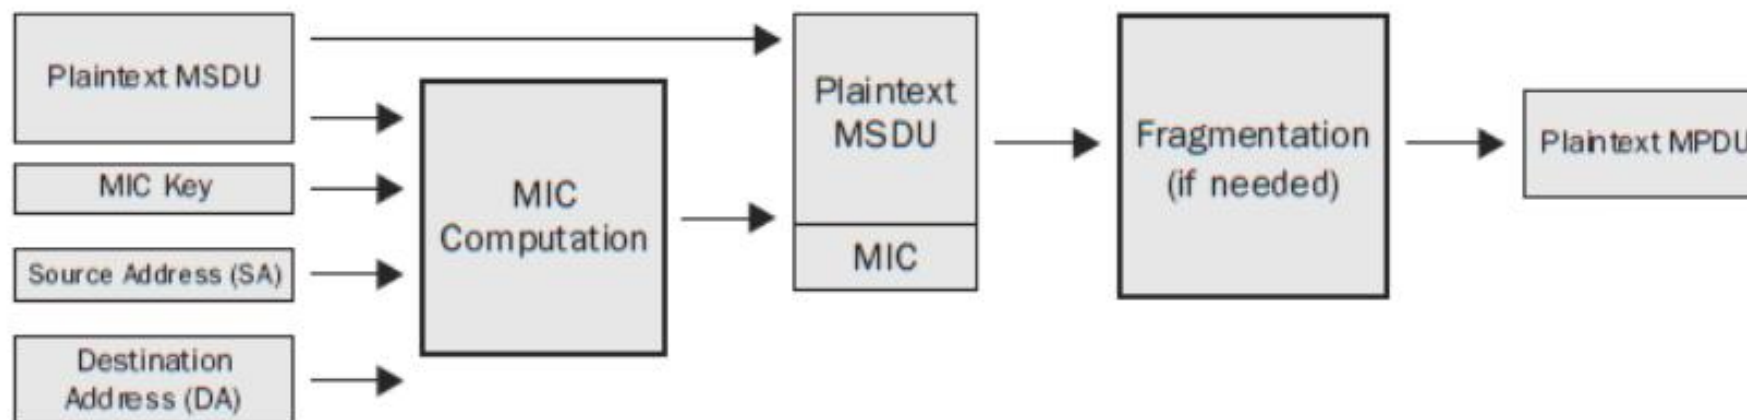 Plaintext MSDU
MIC Key
Source Address (SA)
Destination
Address (DA)
MIC
Computation
Plaintext
MSDU
MIC
Fragmentation
(if needed)
Plaintext MPDU